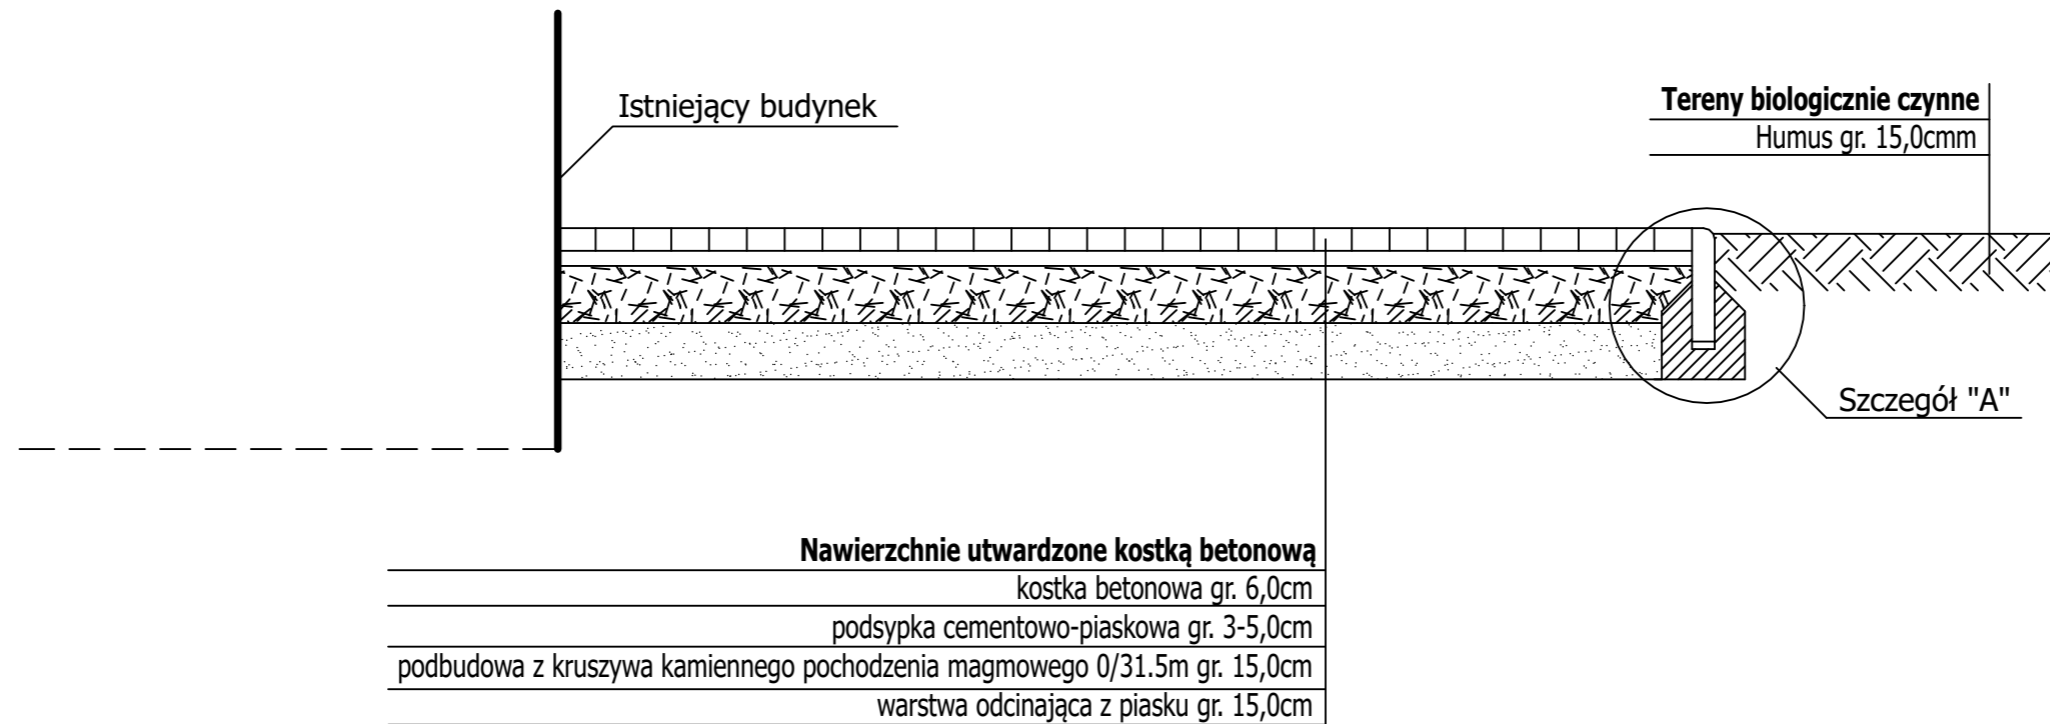 Istniejący budynek
Tereny biologicznie czynne
Humus gr. 15,0cmm
Szczegół "A"
Nawierzchnie utwardzone kostką betonową
kostka betonowa gr. 6,0cm
podsypka cementowo-piaskowa gr. 3-5,0cm
podbudowa z kruszywa kamiennego pochodzenia magmowego 0/31.5m gr. 15,0cm
warstwa odcinająca z piasku gr. 15,0cm